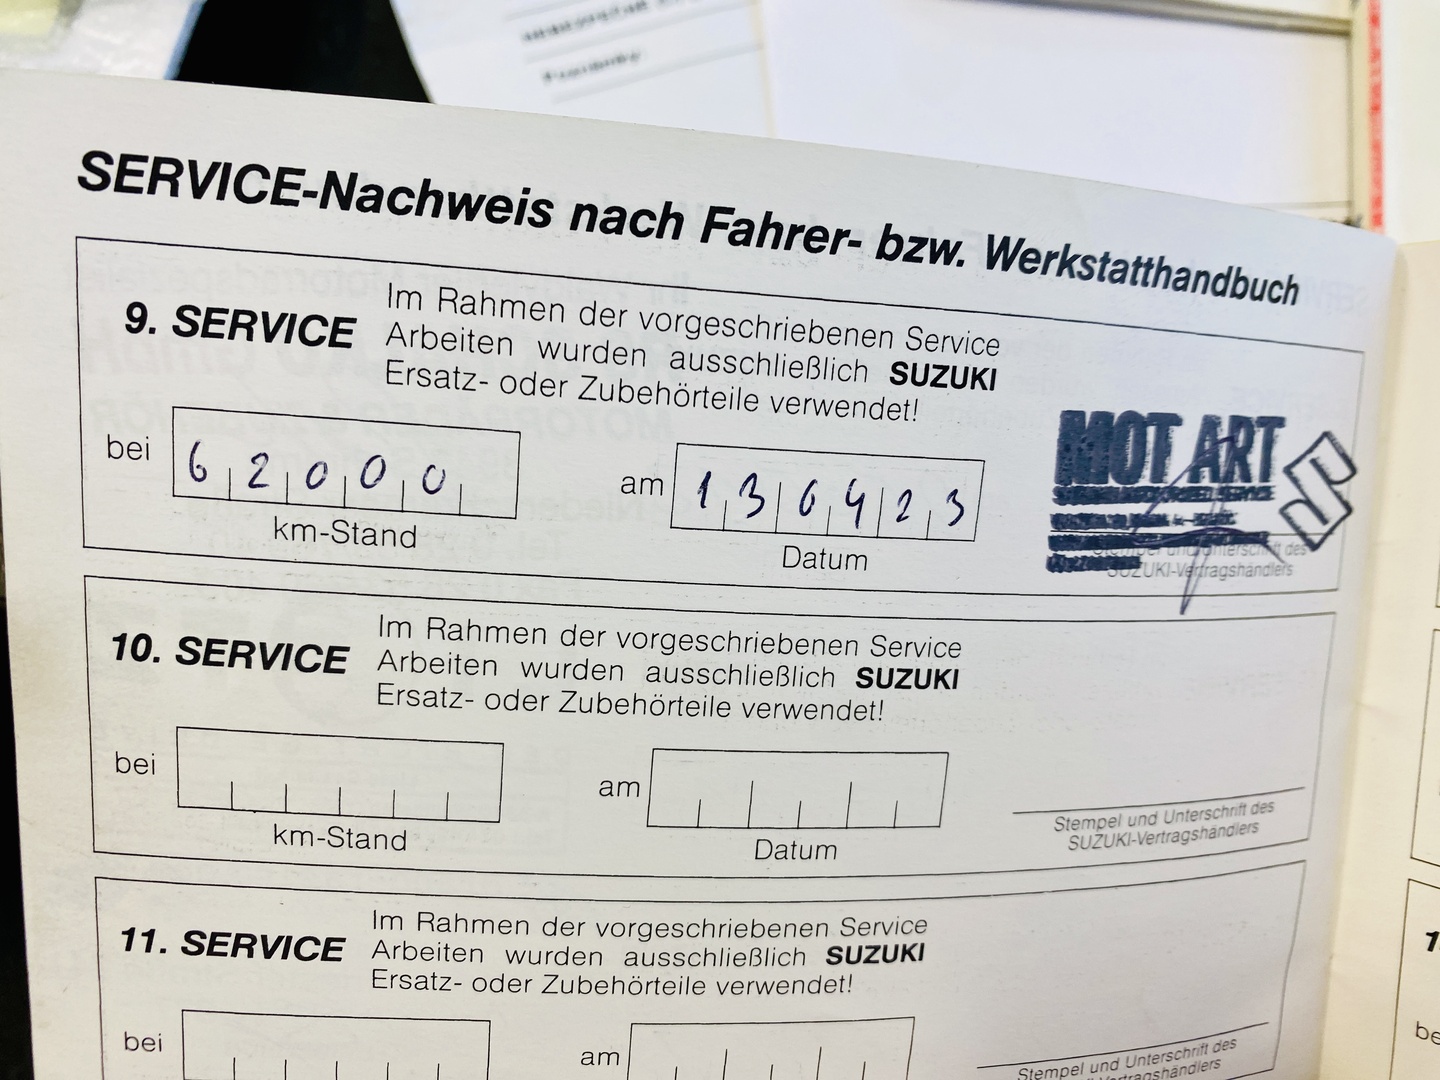 SERVICE-Nachweis nach Fahrer- bzw. Werkstatthandbuch
9. SERVICE
Im Rahmen der vorgeschriebenen Service
Arbeiten wurden ausschließlich SUZUKI
Ersatz- oder Zubehörteile verwendet!
bei 62000
km-Stand
am 130423
Datum
MOT ART
Stempel und Unterschrift des
SUZUKI-Vertragshändlers
10. SERVICE
Im Rahmen der vorgeschriebenen Service
Arbeiten wurden ausschließlich SUZUKI
Ersatz- oder Zubehörteile verwendet!
bei
km-Stand
am
Datum
Stempel und Unterschrift des
SUZUKI-Vertragshändlers
11. SERVICE
Im Rahmen der vorgeschriebenen Service
Arbeiten wurden ausschließlich SUZUKI
Ersatz- oder Zubehörteile verwendet!
bei
am
Stempel und Unterschrift des